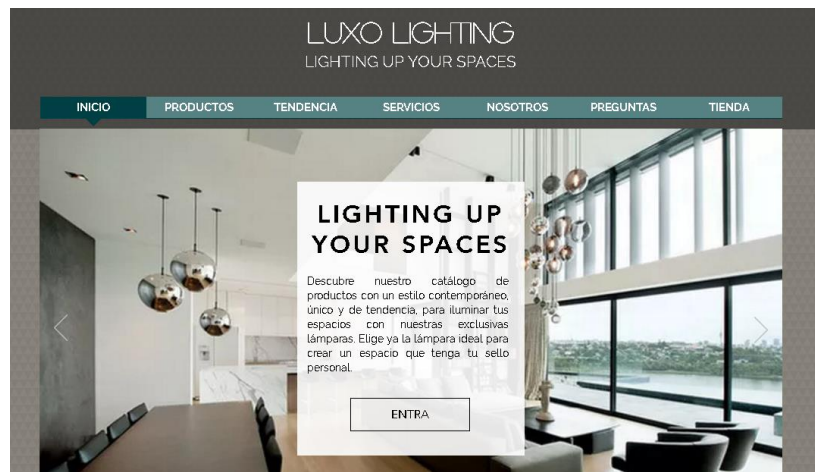 LUXO LIGHTING
LIGHTING UP YOUR SPACES
INICIO PRODUCTOS TENDENCIA SERVICIOS NOSOTROS PREGUNTAS TIENDA
LIGHTING UP
YOUR SPACES
Descubre nuestro catálogo de
productos con un estilo contemporáneo,
único y de tendencia, para iluminar tus
espacios con nuestras exclusivas
lámparas. Elige ya la lámpara ideal para
crear un espacio que tenga tu sello
personal.
ENTRA